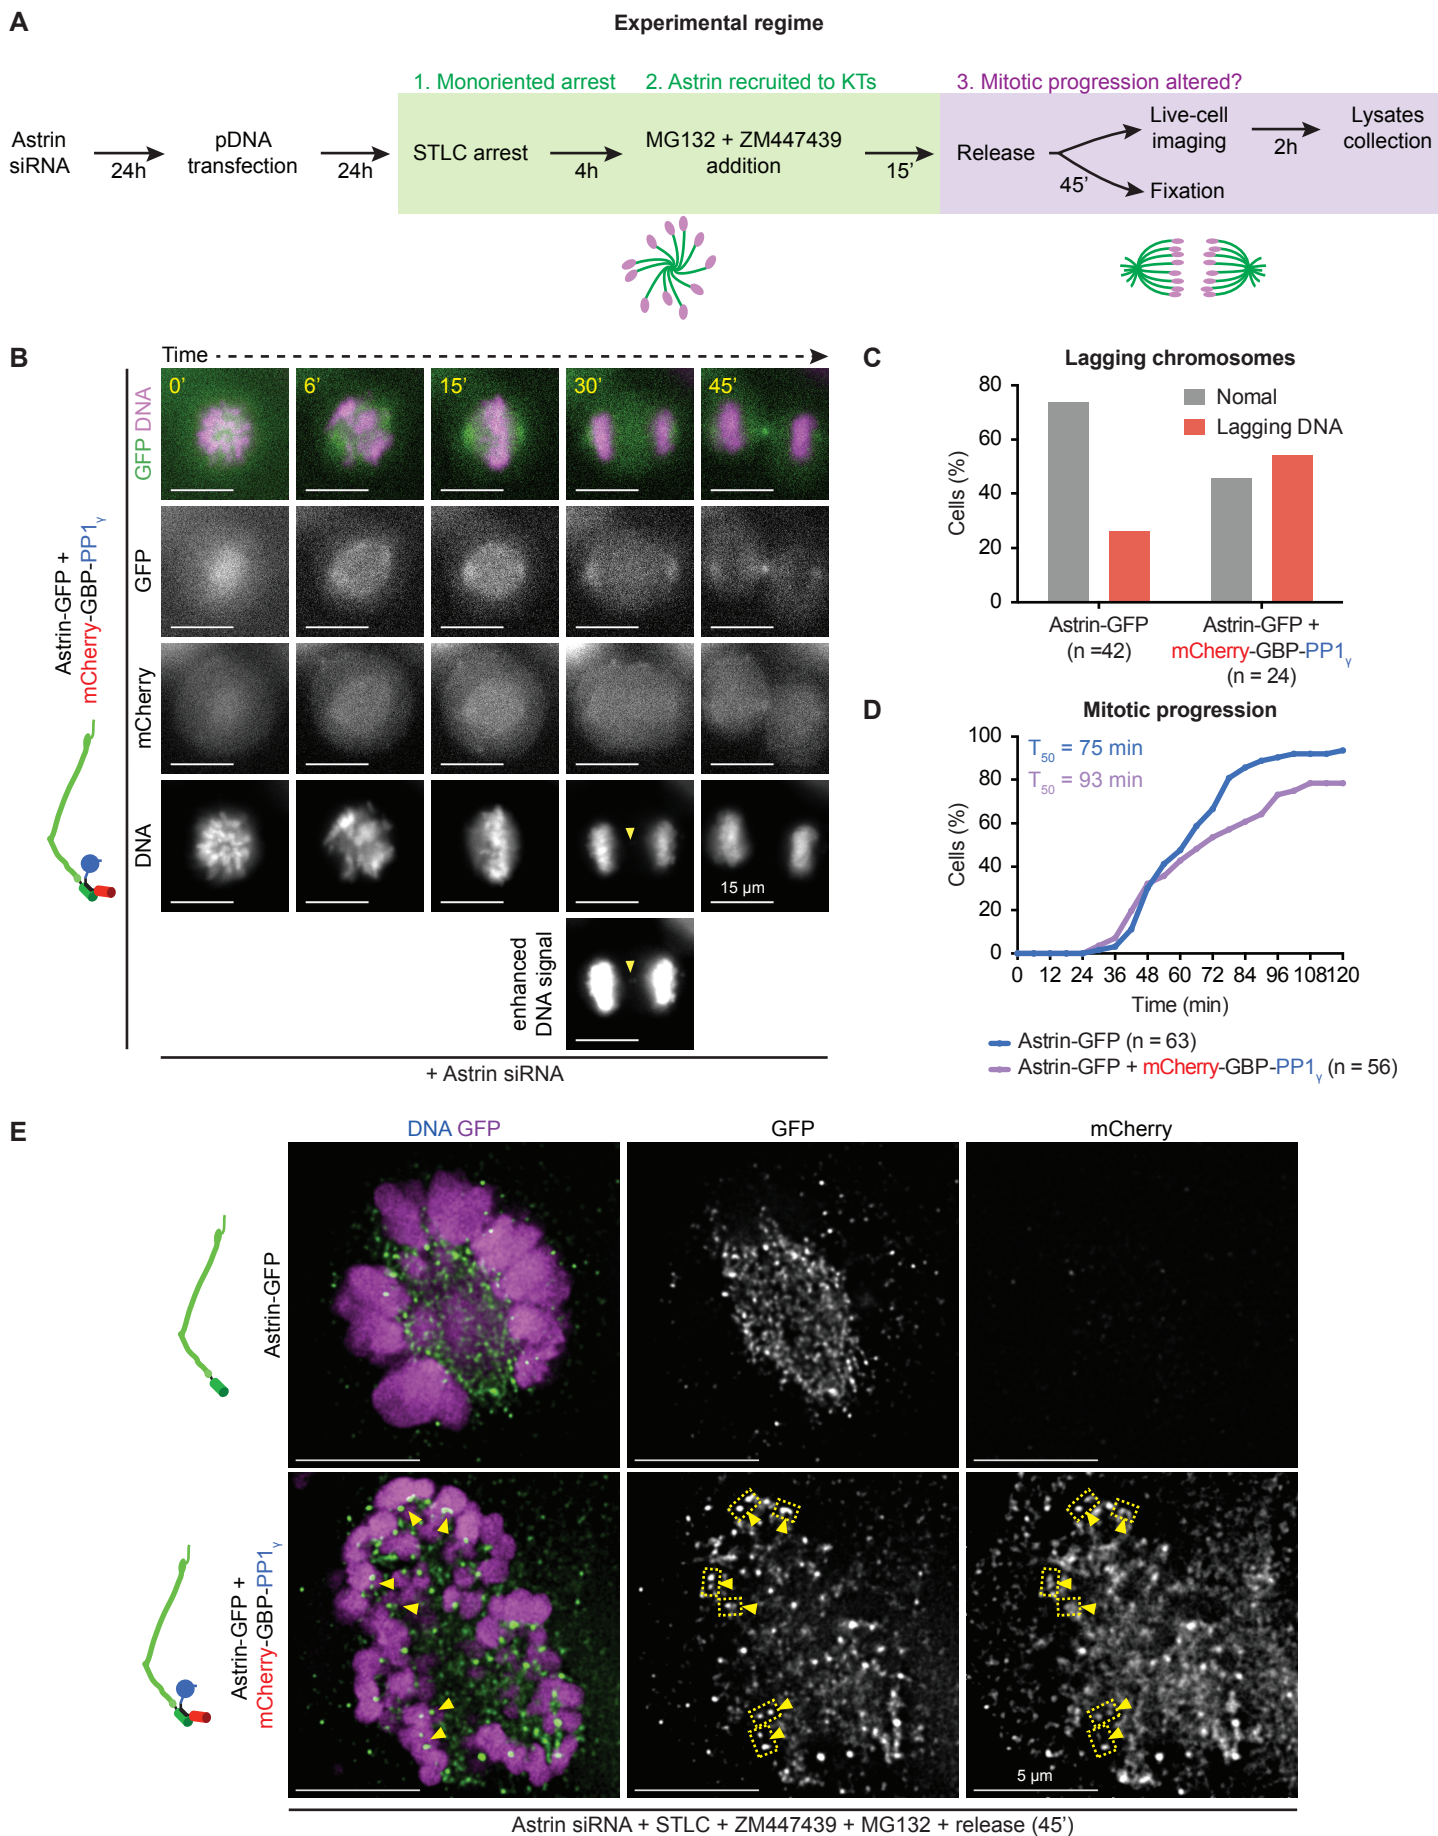 A
Experimental regime
1. Monoriented arrest
2. Astrin recruited to KTs
3. Mitotic progression altered?
Astrin
siRNA
24h
pDNA
transfection
24h
STLC arrest
4h
MG132 + ZM447439
addition
15'
Release
45'
Live-cell
imaging
Fixation
2h
Lysates
collection
B
Time
Astrin-GFP +
mCherry-GBP-PP1γ
GFP DNA
0'
6'
15'
30'
45'
GFP
mCherry
DNA
15 µm
enhanced
DNA signal
+ Astrin siRNA
C
Lagging chromosomes
Cells (%)
80
60
40
20
0
Nomal
Lagging DNA
Astrin-GFP
(n =42)
Astrin-GFP +
mCherry-GBP-PP1γ
(n = 24)
D
Mitotic progression
Cells (%)
100
80
60
40
20
0
T50 = 75 min
T50 = 93 min
0 12 24 36 48 60 72 84 96 108 120
Time (min)
Astrin-GFP (n = 63)
Astrin-GFP + mCherry-GBP-PP1γ (n = 56)
E
DNA GFP
GFP
mCherry
Astrin-GFP
Astrin-GFP +
mCherry-GBP-PP1γ
5 µm
Astrin siRNA + STLC + ZM447439 + MG132 + release (45')